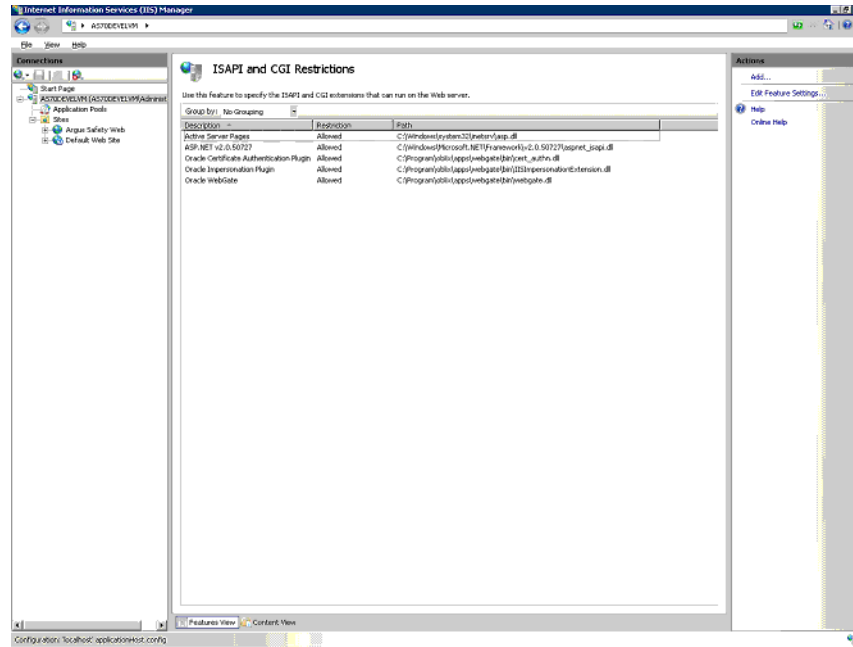 Internet Information Services (IIS) Manager
AS70DEVELVM
File View Help
Connections
Start Page
AS70DEVELVM (AS70DEVELVM\Administ
Application Pools
Sites
Argus Safety Web
Default Web Site
ISAPI and CGI Restrictions
Use this feature to specify the ISAPI and CGI extensions that can run on the Web server.
Group by: No Grouping
Description Restriction Path
Active Server Pages Allowed C:\Windows\system32\inetsrv\asp.dll
ASP.NET v2.0.50727 Allowed C:\Windows\Microsoft.NET\Framework\v2.0.50727\aspnet_isapi.dll
Oracle Certificate Authentication Plugin Allowed C:\Program\oblix\apps\webgate\bin\cert_authn.dll
Oracle Impersonation Plugin Allowed C:\Program\oblix\apps\webgate\bin\IISImpersonationExtension.dll
Oracle WebGate Allowed C:\Program\oblix\apps\webgate\bin\webgate.dll
Actions
Add...
Edit Feature Settings...
Help
Online Help
Features View Content View
Configuration: 'localhost' applicationHost.config